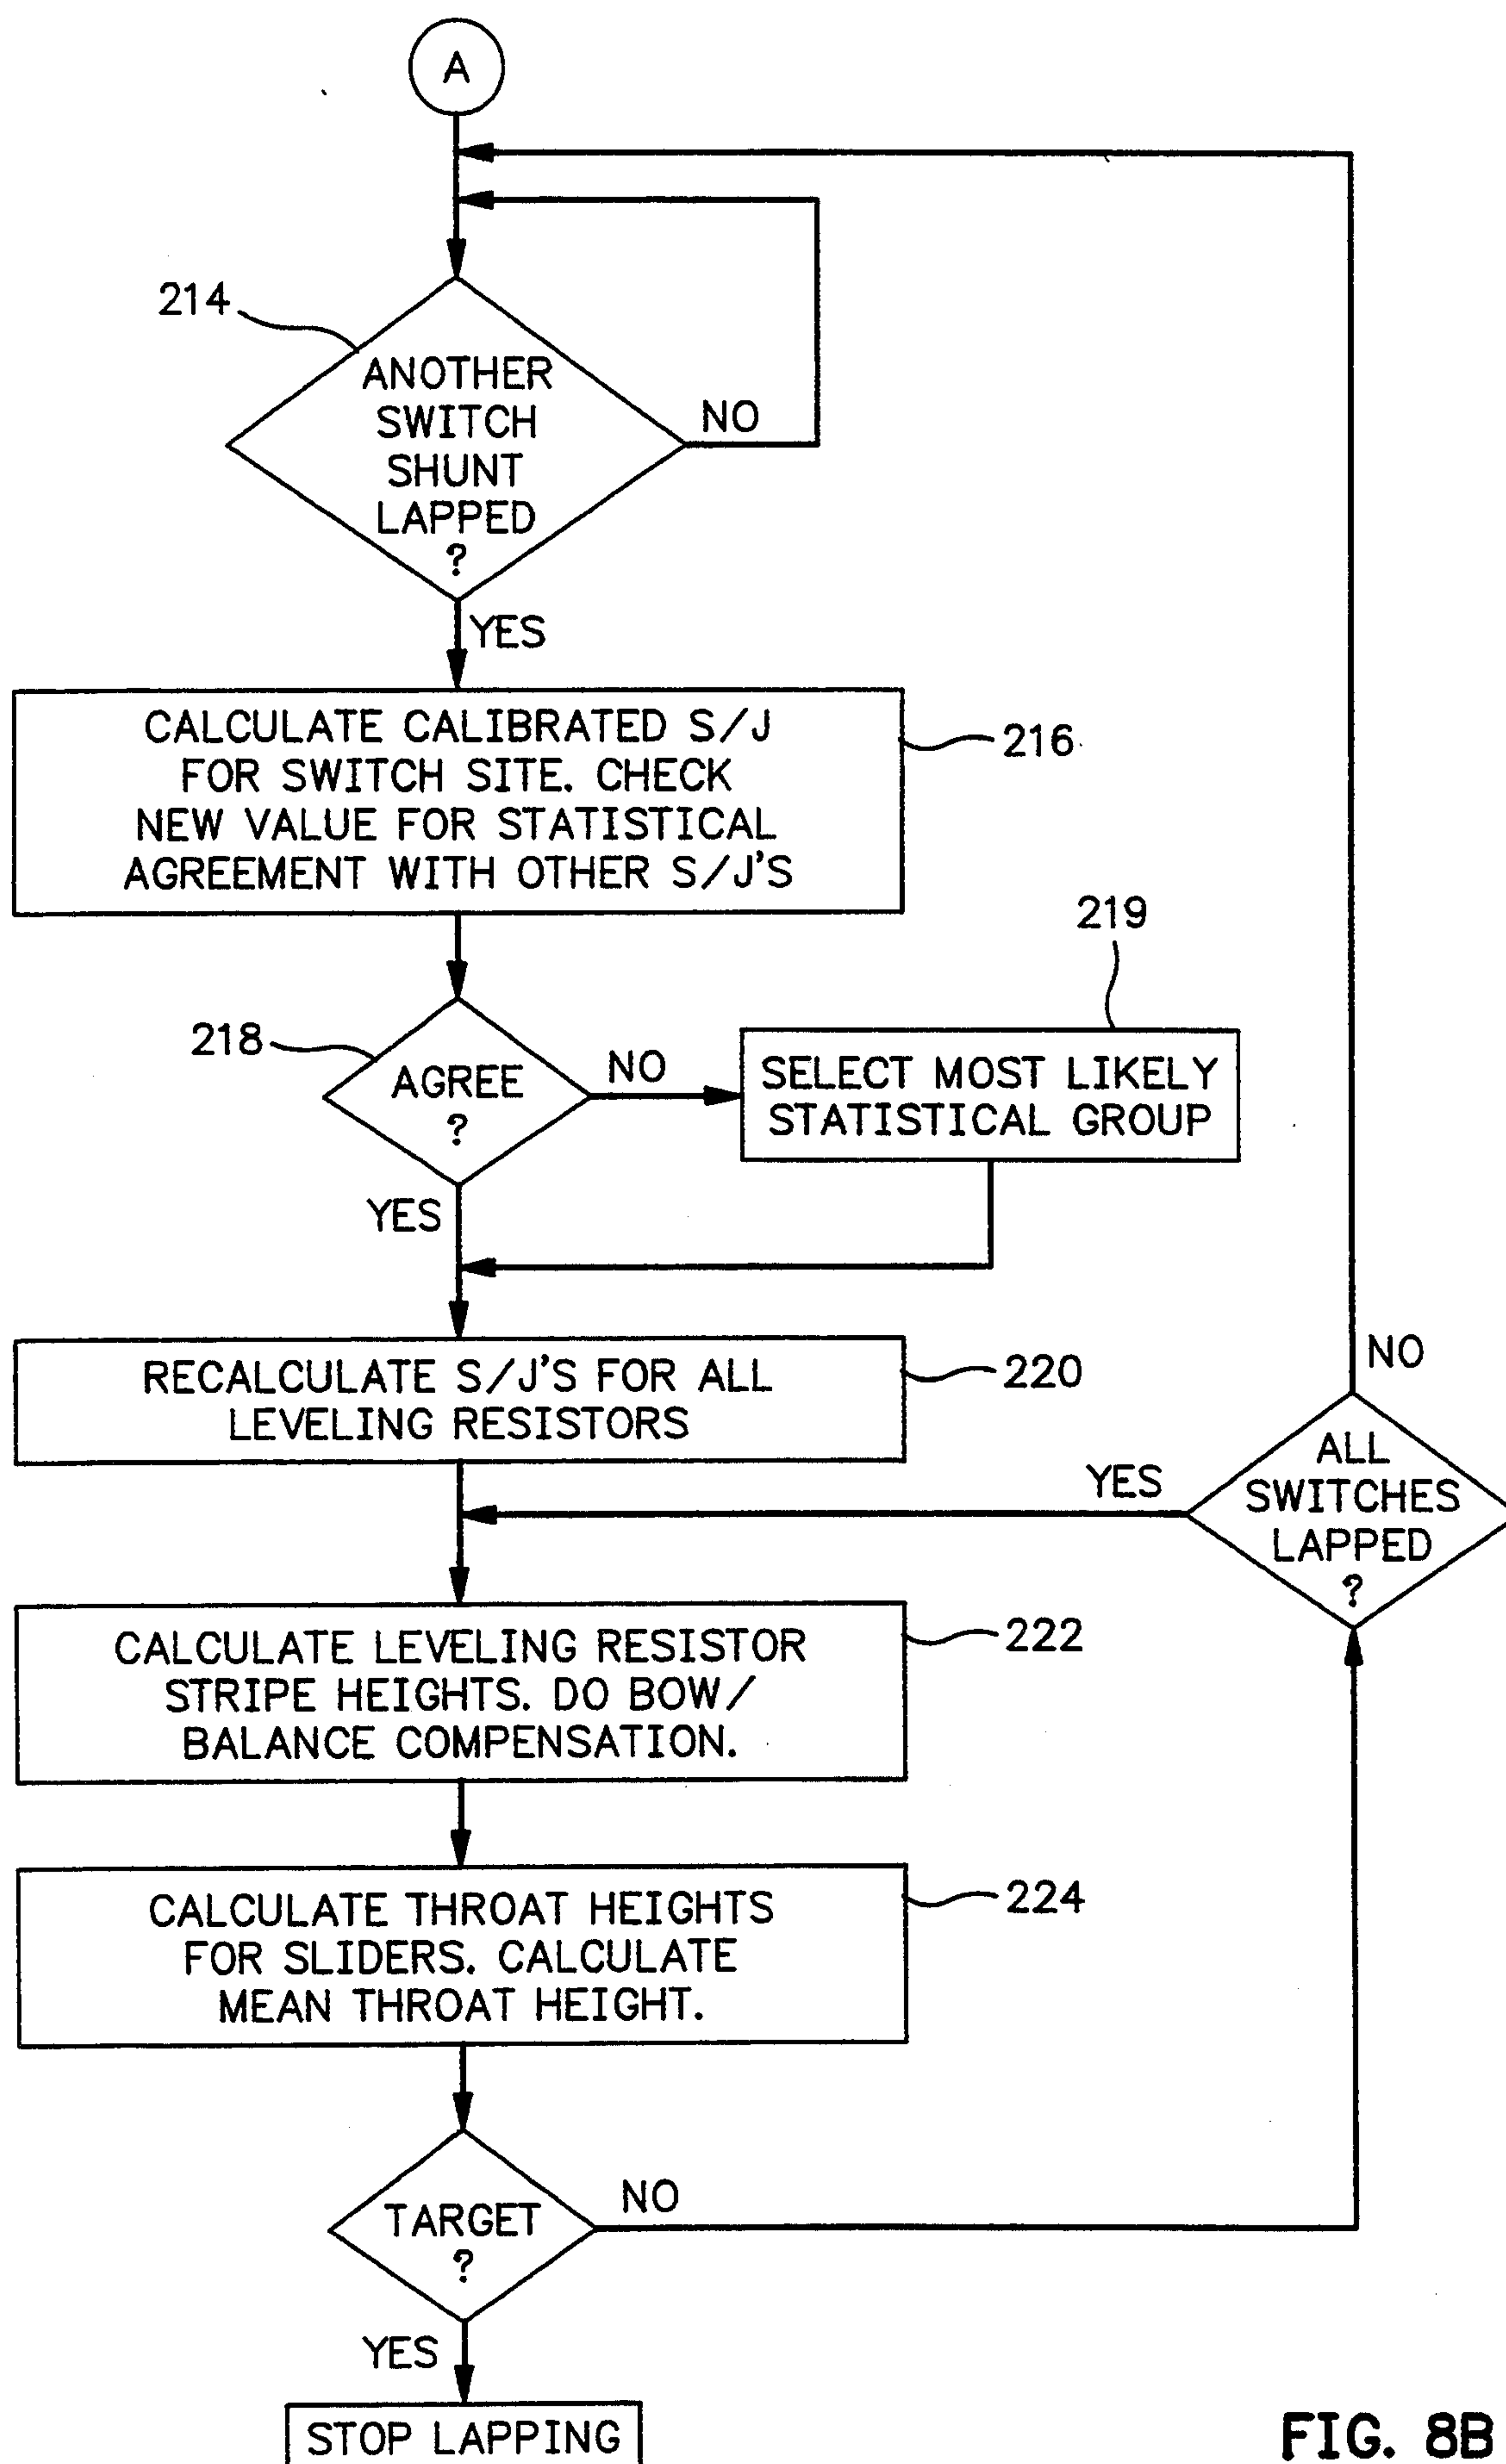 A
214
ANOTHER
SWITCH
SHUNT
LAPPED
?
NO
YES
CALCULATE CALIBRATED S/J
FOR SWITCH SITE. CHECK
NEW VALUE FOR STATISTICAL
AGREEMENT WITH OTHER S/J'S
216
219
218
AGREE
?
NO
SELECT MOST LIKELY
STATISTICAL GROUP
YES
RECALCULATE S/J'S FOR ALL
LEVELING RESISTORS
220
NO
ALL
SWITCHES
LAPPED
?
YES
CALCULATE LEVELING RESISTOR
STRIPE HEIGHTS. DO BOW/
BALANCE COMPENSATION.
222
CALCULATE THROAT HEIGHTS
FOR SLIDERS. CALCULATE
MEAN THROAT HEIGHT.
224
TARGET
?
NO
YES
STOP LAPPING
FIG. 8B